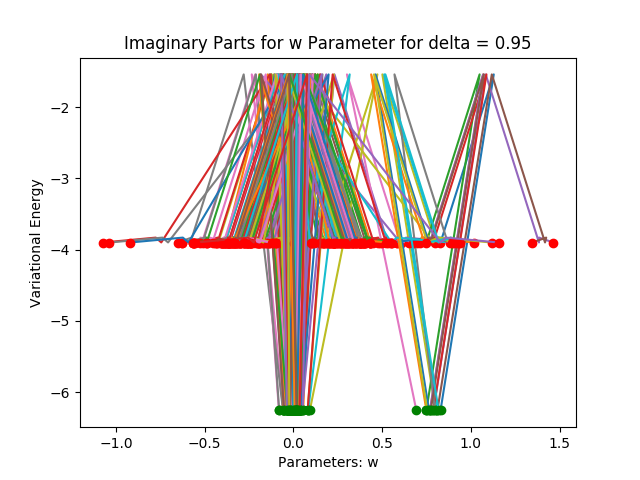 Imaginary Parts for w Parameter for delta = 0.95
Variational Energy
−2
−3
−4
−5
−6
−1.0 −0.5 0.0 0.5 1.0 1.5
Parameters: w